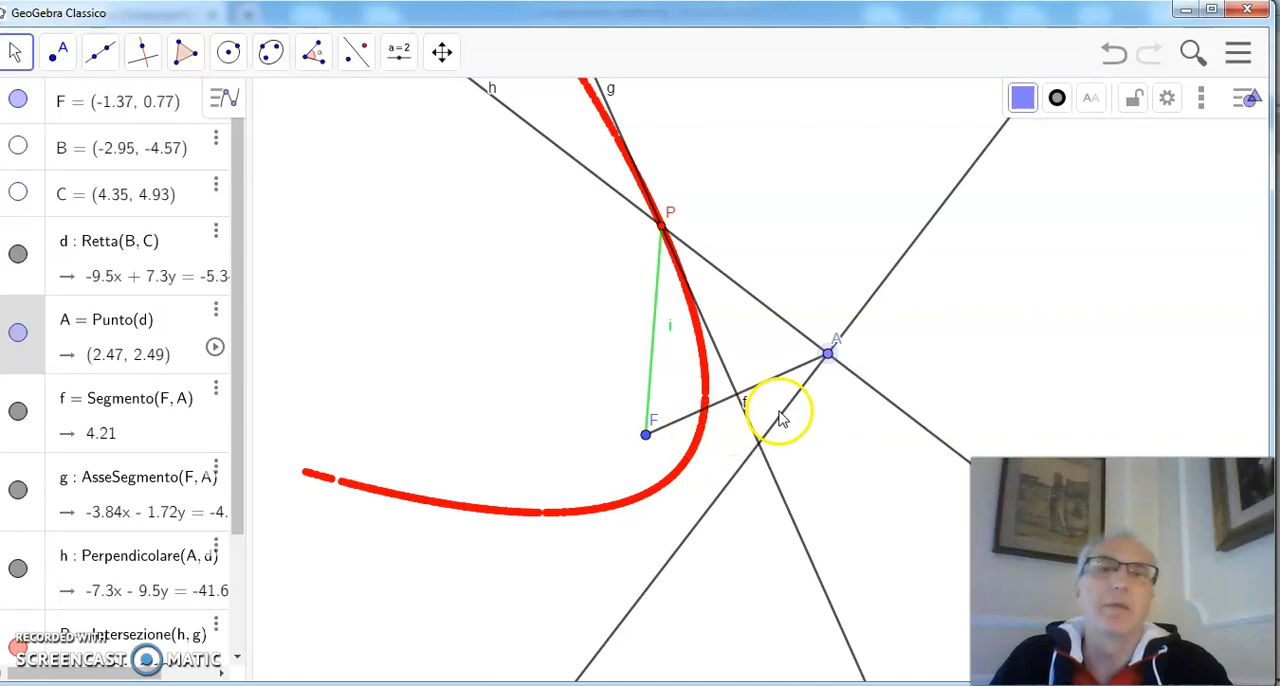 GeoGebra Classico
A
a=2
F = (-1.37, 0.77)
B = (-2.95, -4.57)
C = (4.35, 4.93)
d : Retta(B, C)
→ -9.5x + 7.3y = -5.3
A = Punto(d)
→ (2.47, 2.49)
f = Segmento(F, A)
→ 4.21
g : AsseSegmento(F, A)
→ -3.84x - 1.72y = -4.
h : Perpendicolare(A, d)
→ -7.3x - 9.5y = -41.6
Intersezione(h, g)
RECORDED WITH
SCREENCAST MATIC
AA
h
g
P
i
A
f
F